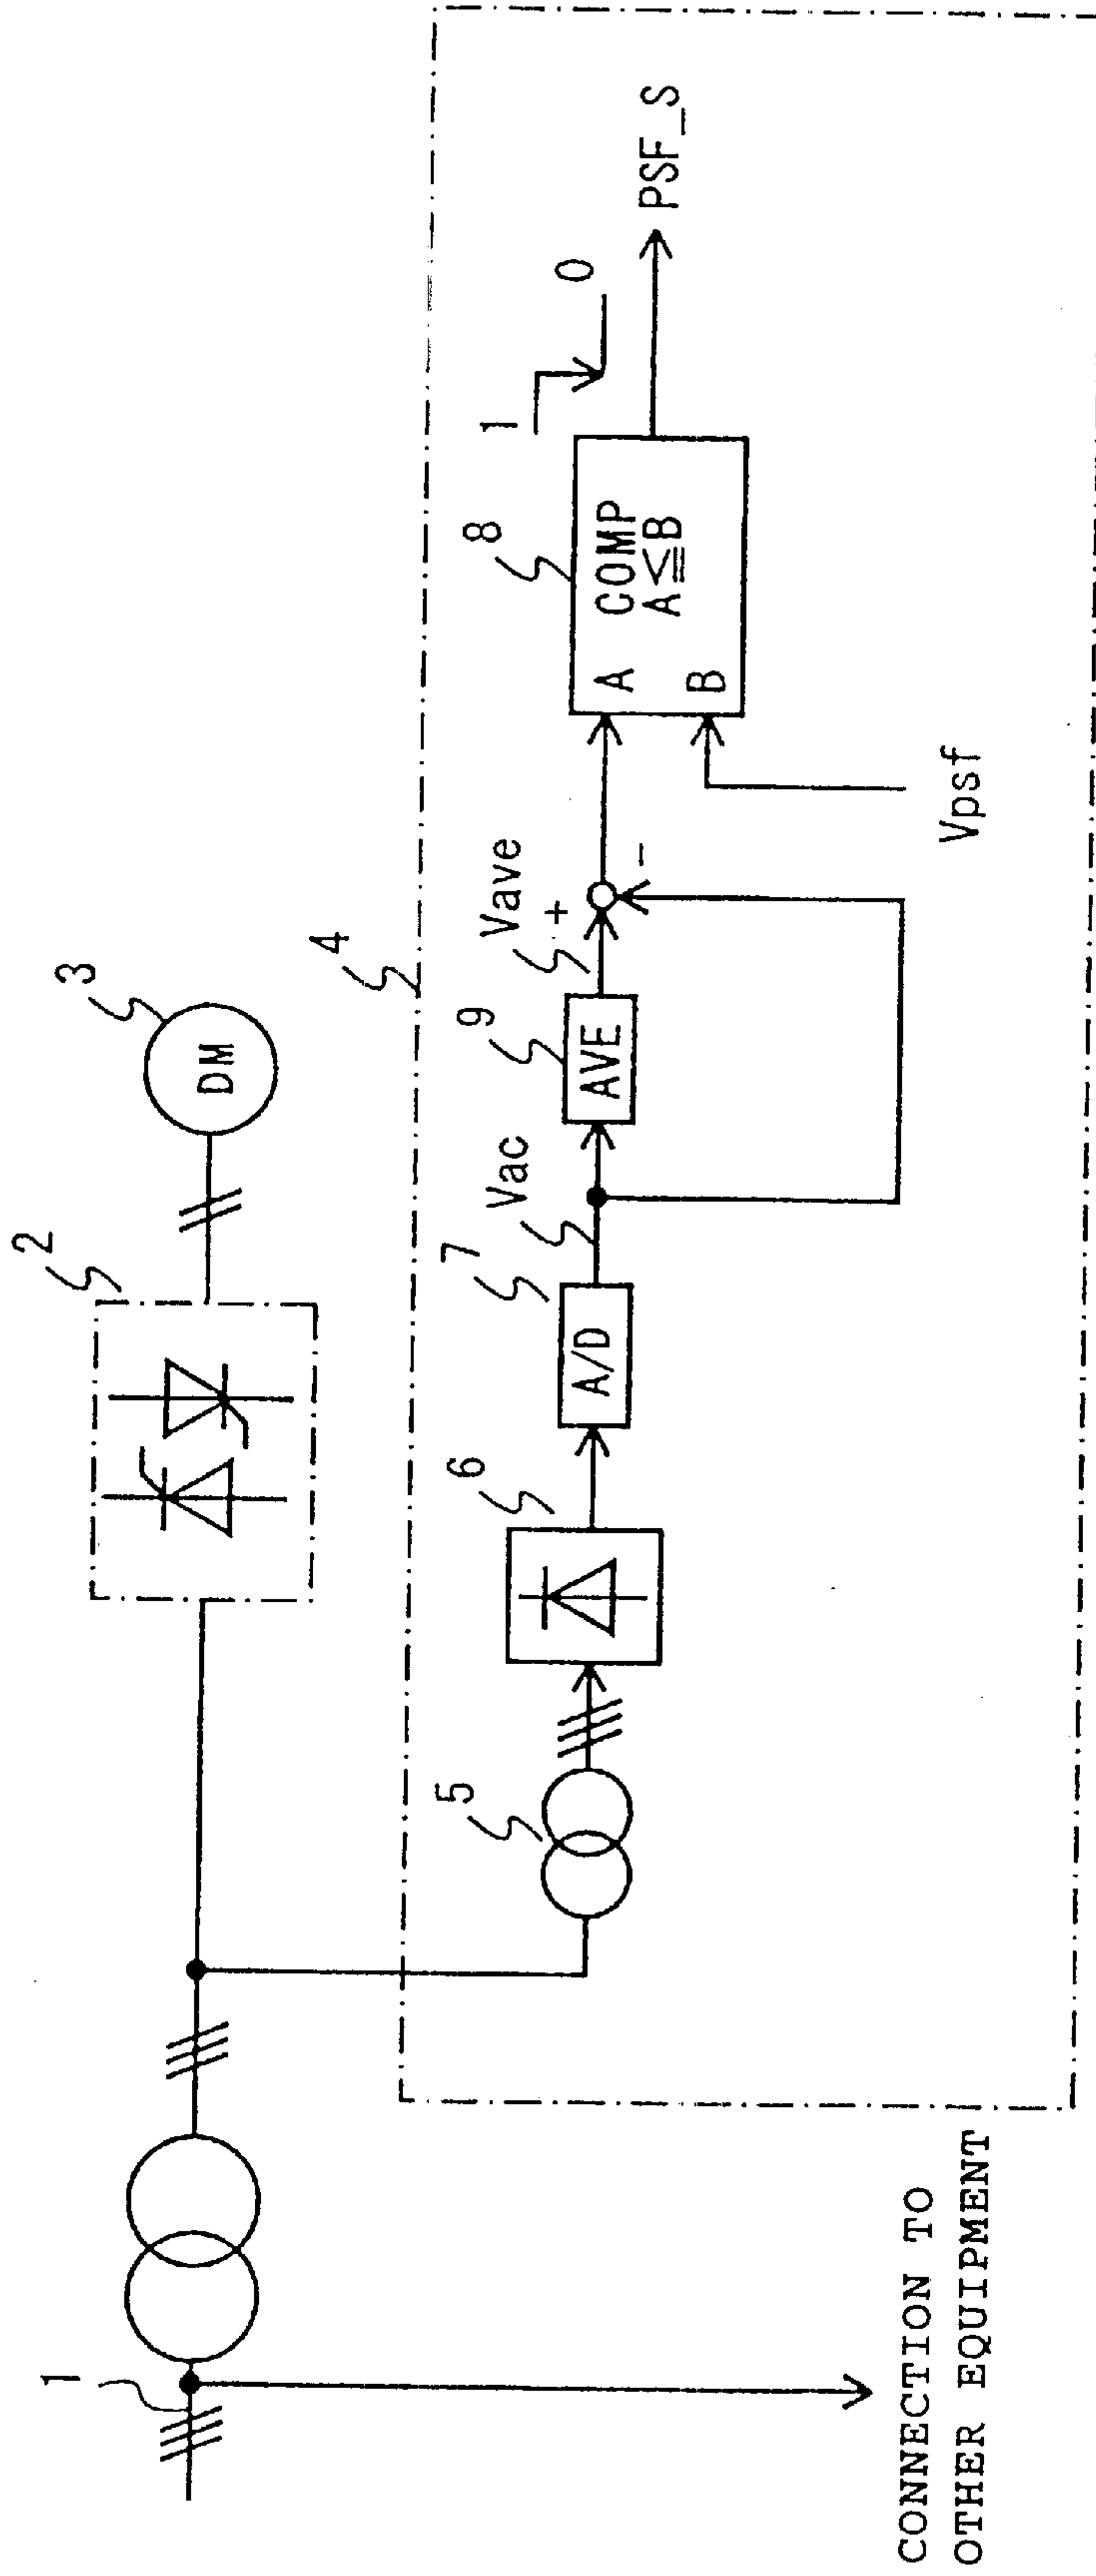 1
2
3
DM
4
5
6
7
A/D
Vac
9
AVE
Vave
+
-
8
COMP
A≦B
A
B
1
0
PSF_S
Vpsf
CONNECTION TO
OTHER EQUIPMENT